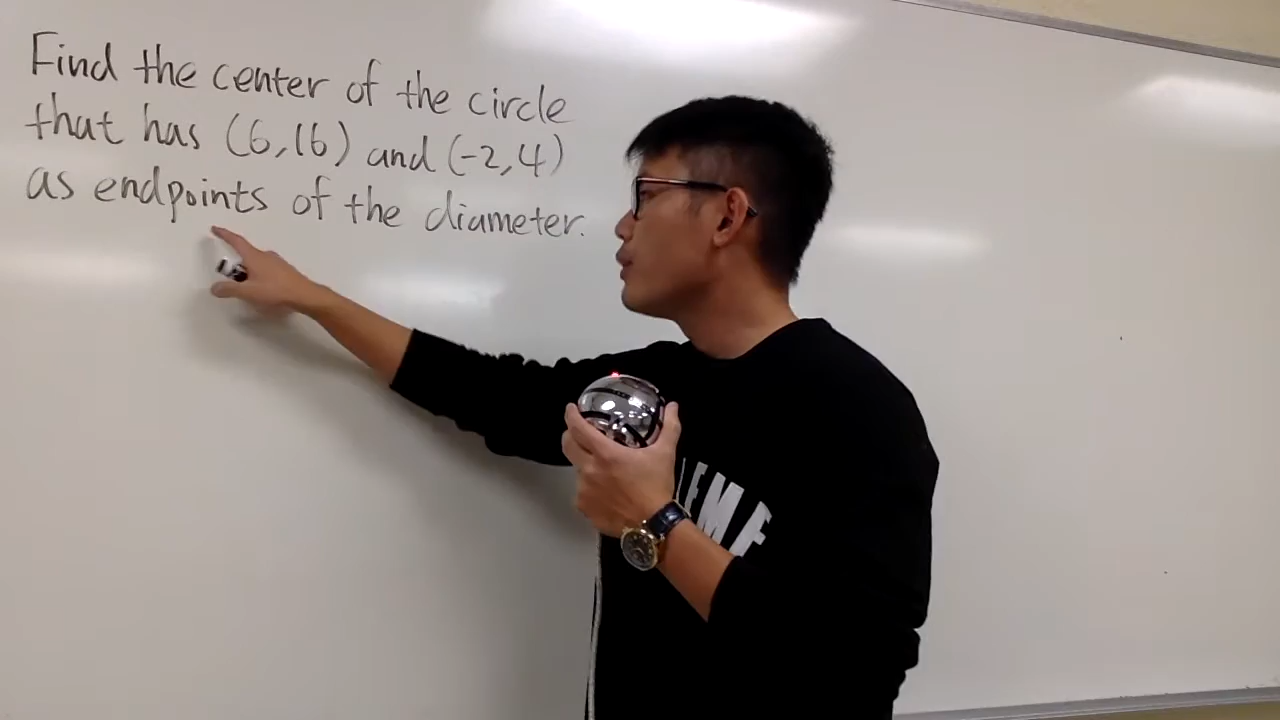 Find the center of the circle
that has (6,16) and (-2,4)
as endpoints of the diameter.